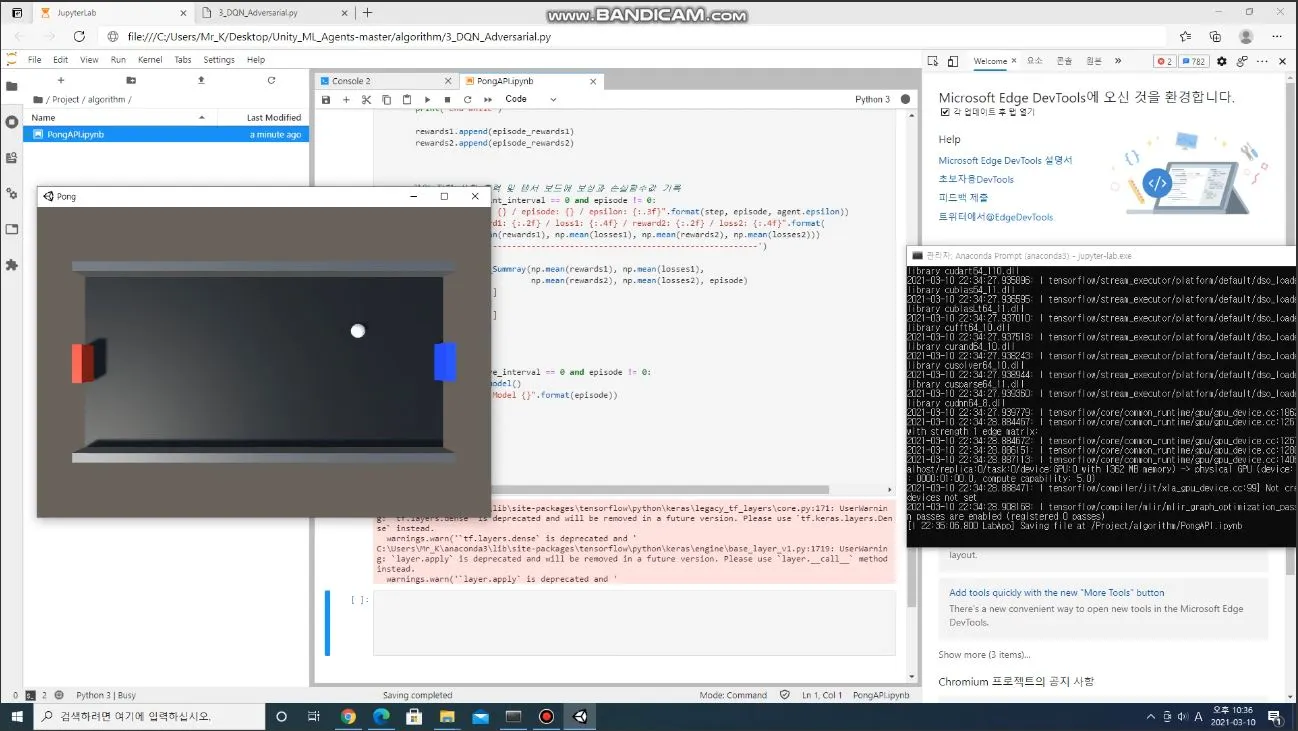 www.BANDICAM.com
JupyterLab
3_DQN_Adversarial.py
file:///C:/Users/Mr_K/Desktop/Unity_ML_Agents-master/algorithm/3_DQN_Adversarial.py
File Edit View Run Kernel Tabs Settings Help
/ Project / algorithm /
Name Last Modified
PongAPI.ipynb a minute ago
Console 2
PongAPI.ipynb
Code
Python 3
rewards1.append(episode_rewards1)
rewards2.append(episode_rewards2)
및 텐서 보드에 보상과 손실함수값 기록
nt_interval == 0 and episode != 0:
{} / episode: {} / epsilon: {:.3f}".format(step, episode, agent.epsilon))
rd1: {:.2f} / loss1: {:.4f} / reward2: {:.2f} / loss2: {:.4f}".format(
n(rewards1), np.mean(losses1), np.mean(rewards2), np.mean(losses2)))
_Summray(np.mean(rewards1), np.mean(losses1),
np.mean(rewards2), np.mean(losses2), episode)
]
]
ve_interval == 0 and episode != 0:
odel()
Model {}".format(episode))
\lib\site-packages\tensorflow\python\keras\legacy_tf_layers\core.py:171: UserWarnin
g: `tf.layers.dense` is deprecated and will be removed in a future version. Please use `tf.keras.layers.Den
se` instead.
warnings.warn('`tf.layers.dense` is deprecated and '
C:\Users\Mr_K\anaconda3\lib\site-packages\tensorflow\python\keras\engine\base_layer_v1.py:1719: UserWarnin
g: `layer.apply` is deprecated and will be removed in a future version. Please use `layer.__call__` method
instead.
warnings.warn('`layer.apply` is deprecated and '
[ ]:
Pong
Welcome 요소 콘솔 원본
2
782
Microsoft Edge DevTools에 오신 것을 환경합니다.
각 업데이트 후 탭 열기
Help
Microsoft Edge DevTools 설명서
초보자용DevTools
피드백 제출
트위터에서@EdgeDevTools
관리자: Anaconda Prompt (anaconda3) - jupyter-lab.exe
library cudart64_110.dll
2021-03-10 22:34:27.935896: I tensorflow/stream_executor/platform/default/dso_loade
library cublas64_11.dll
2021-03-10 22:34:27.936595: I tensorflow/stream_executor/platform/default/dso_loade
library cublasLt64_11.dll
2021-03-10 22:34:27.937010: I tensorflow/stream_executor/platform/default/dso_loade
library cufft64_10.dll
2021-03-10 22:34:27.937518: I tensorflow/stream_executor/platform/default/dso_loade
library curand64_10.dll
2021-03-10 22:34:27.938243: I tensorflow/stream_executor/platform/default/dso_loade
library cusolver64_10.dll
2021-03-10 22:34:27.938944: I tensorflow/stream_executor/platform/default/dso_loade
library cusparse64_11.dll
2021-03-10 22:34:27.939360: I tensorflow/stream_executor/platform/default/dso_loade
library cudnn64_8.dll
2021-03-10 22:34:27.939779: I tensorflow/core/common_runtime/gpu/gpu_device.cc:1862
2021-03-10 22:34:28.884467: I tensorflow/core/common_runtime/gpu/gpu_device.cc:126
with strength 1 edge matrix:
2021-03-10 22:34:28.884672: I tensorflow/core/common_runtime/gpu/gpu_device.cc:126
2021-03-10 22:34:28.886151: I tensorflow/core/common_runtime/gpu/gpu_device.cc:1280
2021-03-10 22:34:28.887113: I tensorflow/core/common_runtime/gpu/gpu_device.cc:1406
alhost/replica:0/task:0/device:GPU:0 with 1362 MB memory) -> physical GPU (device:
: 0000:01:00.0, compute capability: 5.0)
2021-03-10 22:34:28.888471: I tensorflow/compiler/jit/xla_gpu_device.cc:99] Not cre
devices not set
2021-03-10 22:34:28.908168: I tensorflow/compiler/mlir/mlir_graph_optimization_pass
n passes are enabled (registered 0 passes)
[I 22:35:06.800 LabApp] Saving file at /Project/algorithm/PongAPI.ipynb
layout.
Add tools quickly with the new "More Tools" button
There's a new convenient way to open new tools in the Microsoft Edge
DevTools.
Show more (3 items)...
Chromium 프로젝트의 공지 사항
0 2 Python 3 | Busy
Saving completed
Mode: Command Ln 1, Col 1 PongAPI.ipynb
검색하려면 여기에 입력하십시오.
A
오후 10:36
2021-03-10
1